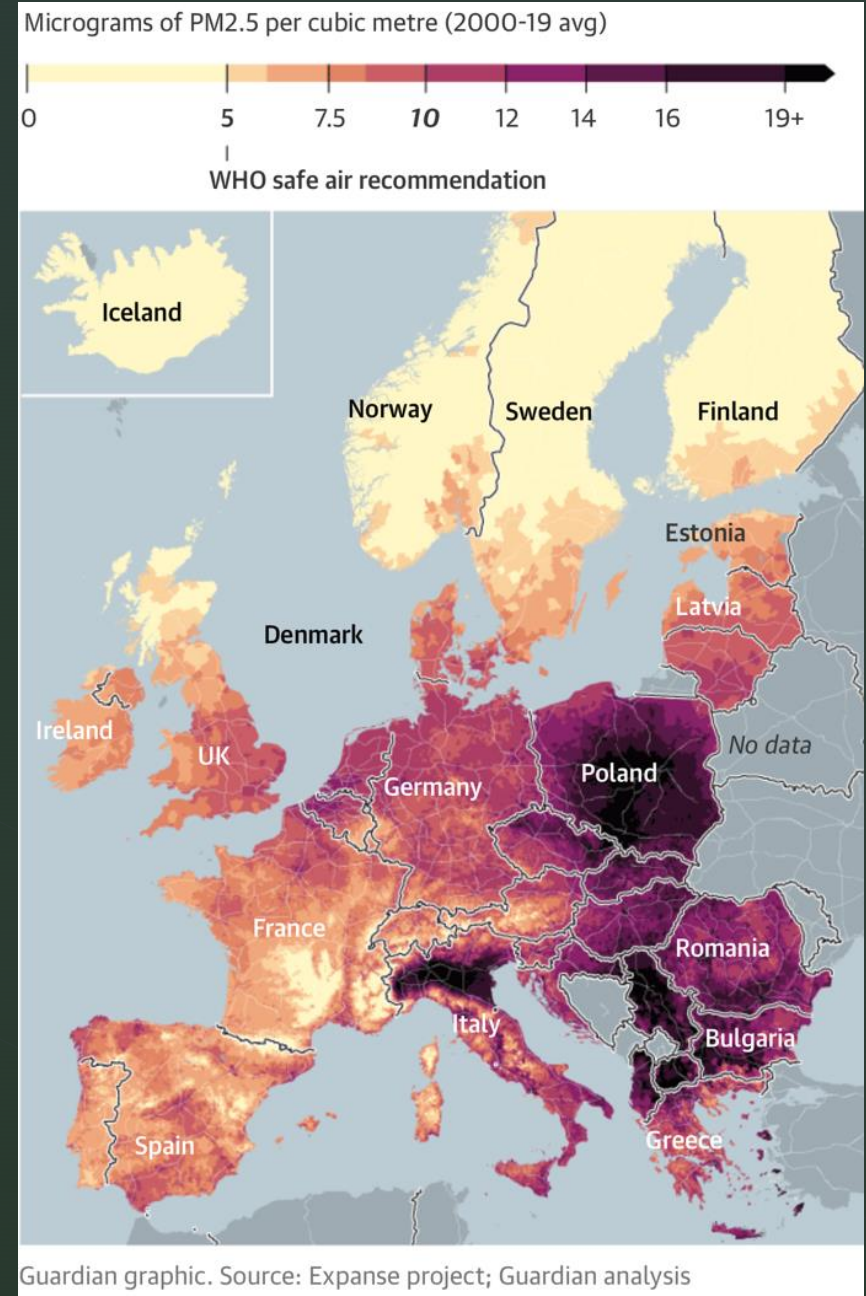 Micrograms of PM2.5 per cubic metre (2000-19 avg)
0 5 7.5 10 12 14 16 19+
WHO safe air recommendation
Iceland
Norway
Sweden
Finland
Estonia
Latvia
Denmark
Ireland
UK
No data
Germany
Poland
France
Romania
Italy
Bulgaria
Spain
Greece
Guardian graphic. Source: Expanse project; Guardian analysis